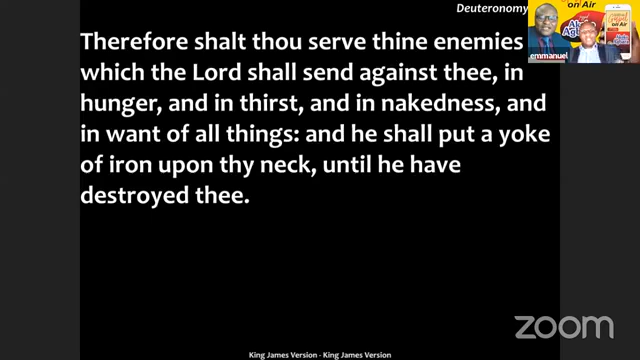 Deuteronomy
on Air
on Air
emmanuel
Therefore shalt thou serve thine enemies
which the Lord shall send against thee, in
hunger, and in thirst, and in nakedness, and
in want of all things: and he shall put a yoke
of iron upon thy neck, until he have
destroyed thee.
zoom
King James Version - King James Version